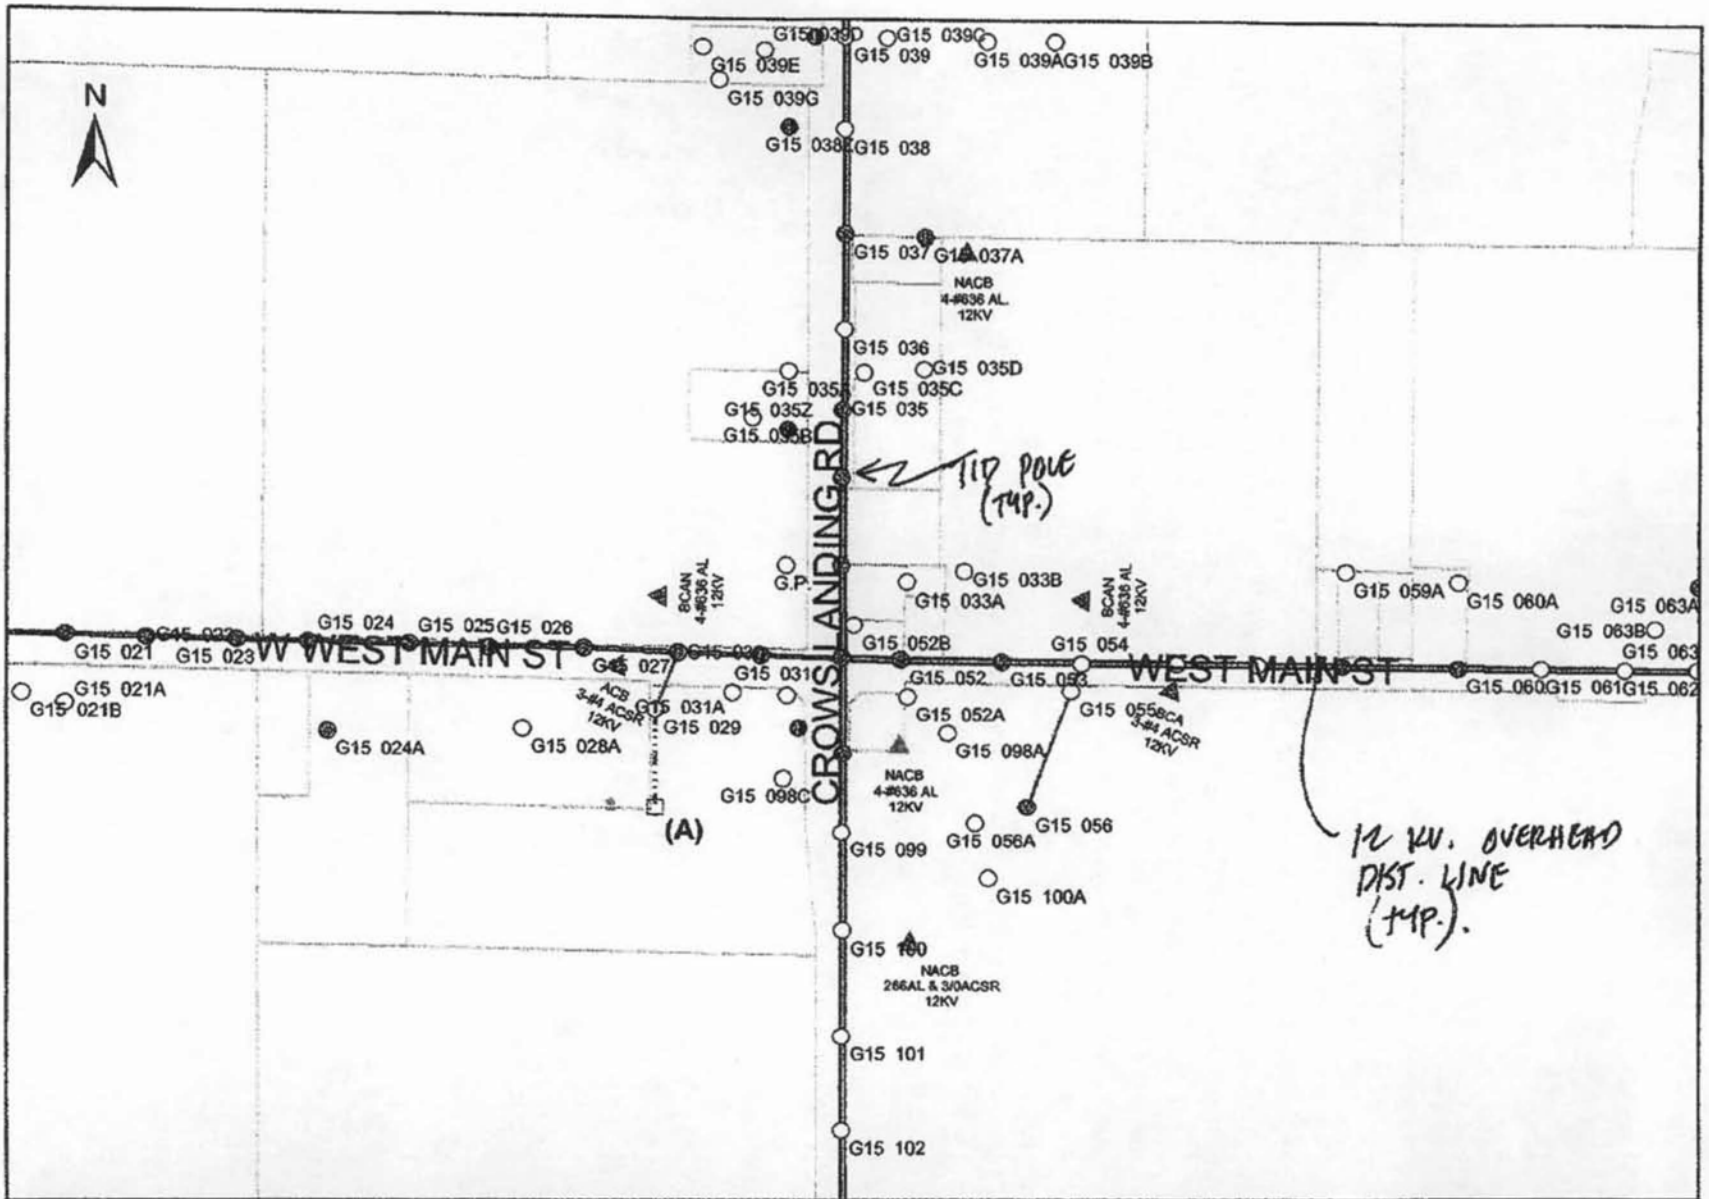 G15 039D
G15 039C
G15 039E
G15 039
G15 039A
G15 039B
G15 039G
N
G15 038
G15 037
G15 037A
NACB
4-#636 AL.
12KV
G15 036
G15 035D
G15 035C
G15 035Z
G15 035
G15 035B
TID POLE
(TYP.)
CROWS LANDING RD
G.P.
G15 033B
G15 033A
BCAN
4-#636 AL
12KV
BCAN
4-#636 AL
12KV
G15 059A
G15 060A
G15 063A
G15 063B
G15 063
G15 021
G15 023
G15 024
G15 025
G15 026
W WEST MAIN ST
G15 027
G15 031
G15 052B
G15 052
G15 053
G15 054
WEST MAIN ST
G15 060
G15 061
G15 062
G15 021A
G15 021B
ACB
3-#4 ACSR
12KV
G15 031A
G15 029
G15 052A
G15 055
BCA
3-#4 ACSR
12KV
G15 024A
G15 028A
G15 098A
NACB
4-#636 AL
12KV
G15 098C
(A)
G15 056
G15 056A
G15 099
12 KV. OVERHEAD
DIST. LINE
(TYP.).
G15 100A
G15 100
NACB
266AL & 3/0ACSR
12KV
G15 101
G15 102